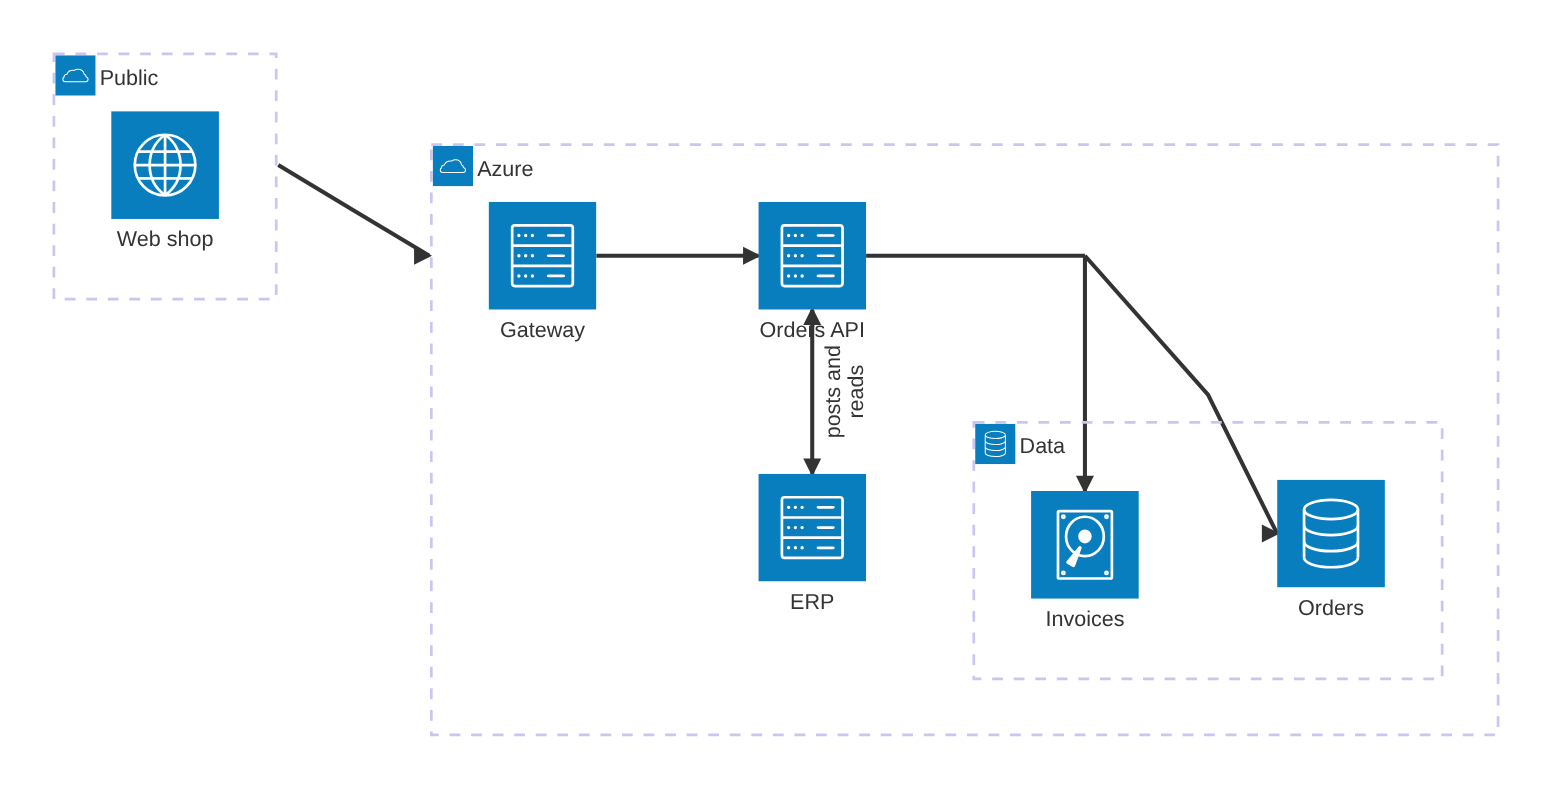 Public
Web shop
Azure
Gateway
Orders API
posts and
reads
ERP
Data
Invoices
Orders